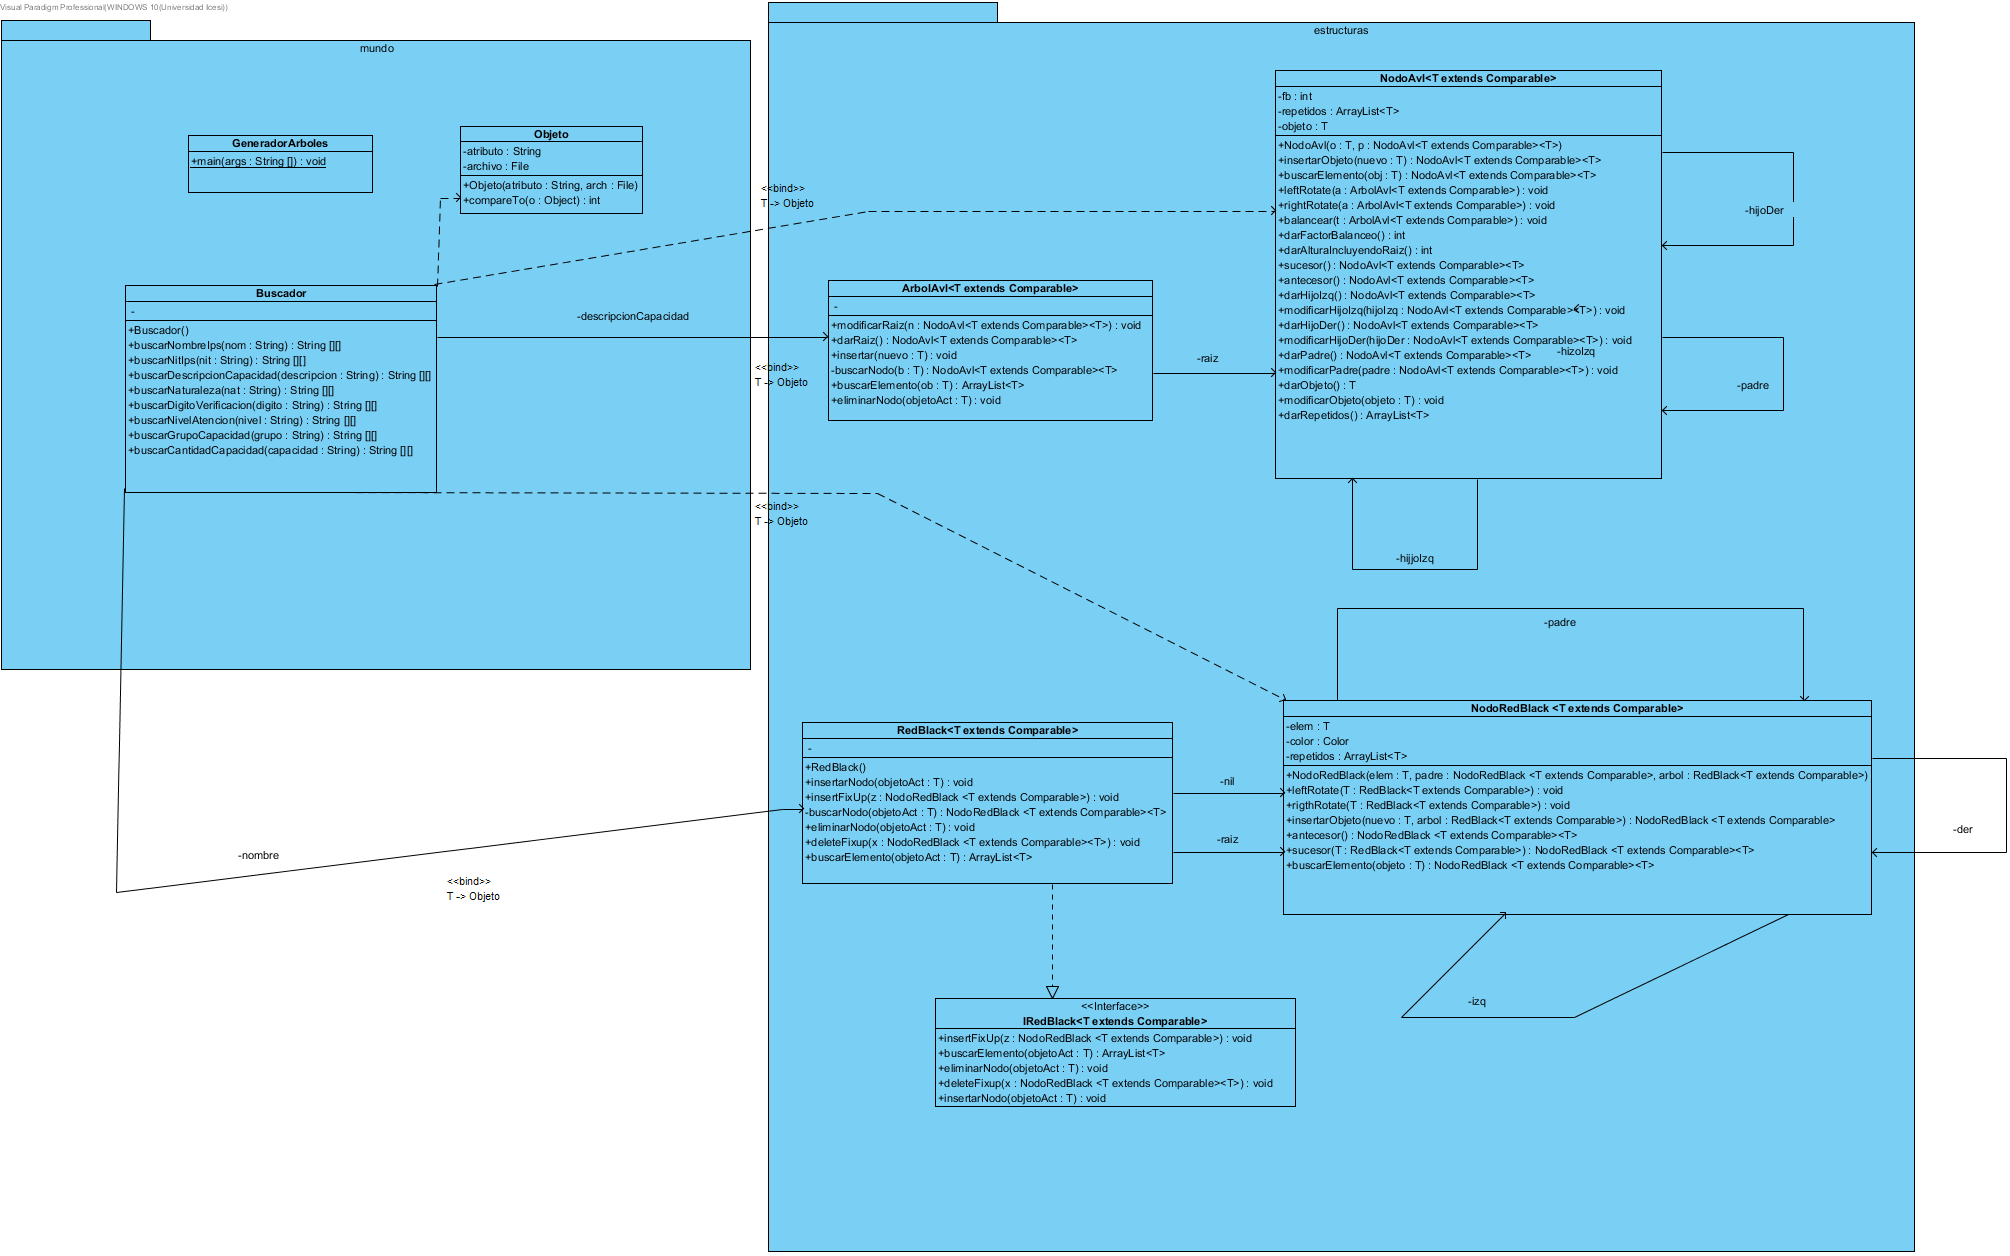 Visual Paradigm Professional(WINDOWS 10(Universidad Icesi))
mundo
GeneradorArboles
+main(args : String []) : void
Objeto
-atributo : String
-archivo : File
+Objeto(atributo : String, arch : File)
+compareTo(o : Object) : int
Buscador
-
+Buscador()
+buscarNombreIps(nom : String) : String [][]
+buscarNitIps(nit : String) : String [][]
+buscarDescripcionCapacidad(descripcion : String) : String [][]
+buscarNaturaleza(nat : String) : String [][]
+buscarDigitoVerificacion(digito : String) : String [][]
+buscarNivelAtencion(nivel : String) : String [][]
+buscarGrupoCapacidad(grupo : String) : String [][]
+buscarCantidadCapacidad(capacidad : String) : String [][]
-descripcionCapacidad
<<bind>>
T -> Objeto
<<bind>>
T -> Objeto
<<bind>>
T -> Objeto
-nombre
<<bind>>
T -> Objeto
estructuras
NodoAvl<T extends Comparable>
-fb : int
-repetidos : ArrayList<T>
-objeto : T
+NodoAvl(o : T, p : NodoAvl<T extends Comparable><T>)
+insertarObjeto(nuevo : T) : NodoAvl<T extends Comparable><T>
+buscarElemento(obj : T) : NodoAvl<T extends Comparable><T>
+leftRotate(a : ArbolAvl<T extends Comparable>) : void
+rightRotate(a : ArbolAvl<T extends Comparable>) : void
+balancear(t : ArbolAvl<T extends Comparable>) : void
+darFactorBalanceo() : int
+darAlturaIncluyendoRaiz() : int
+sucesor() : NodoAvl<T extends Comparable><T>
+antecesor() : NodoAvl<T extends Comparable><T>
+darHijoIzq() : NodoAvl<T extends Comparable><T>
+modificarHijoIzq(hijoIzq : NodoAvl<T extends Comparable><T>) : void
+darHijoDer() : NodoAvl<T extends Comparable><T>
+modificarHijoDer(hijoDer : NodoAvl<T extends Comparable><T>) : void
+darPadre() : NodoAvl<T extends Comparable><T>
-hizoIzq
+modificarPadre(padre : NodoAvl<T extends Comparable><T>) : void
+darObjeto() : T
+modificarObjeto(objeto : T) : void
+darRepetidos() : ArrayList<T>
-hijoDer
-padre
-hijjoIzq
ArbolAvl<T extends Comparable>
-
+modificarRaiz(n : NodoAvl<T extends Comparable><T>) : void
+darRaiz() : NodoAvl<T extends Comparable><T>
+insertar(nuevo : T) : void
-buscarNodo(b : T) : NodoAvl<T extends Comparable><T>
+buscarElemento(ob : T) : ArrayList<T>
+eliminarNodo(objetoAct : T) : void
-raiz
-padre
NodoRedBlack <T extends Comparable>
-elem : T
-color : Color
-repetidos : ArrayList<T>
+NodoRedBlack(elem : T, padre : NodoRedBlack <T extends Comparable>, arbol : RedBlack<T extends Comparable>)
+leftRotate(T : RedBlack<T extends Comparable>) : void
+rigthRotate(T : RedBlack<T extends Comparable>) : void
+insertarObjeto(nuevo : T, arbol : RedBlack<T extends Comparable>) : NodoRedBlack <T extends Comparable>
+antecesor() : NodoRedBlack <T extends Comparable><T>
+sucesor(T : RedBlack<T extends Comparable>) : NodoRedBlack <T extends Comparable><T>
+buscarElemento(objeto : T) : NodoRedBlack <T extends Comparable><T>
-der
-izq
RedBlack<T extends Comparable>
-
+RedBlack()
+insertarNodo(objetoAct : T) : void
+insertFixUp(z : NodoRedBlack <T extends Comparable>) : void
-buscarNodo(objetoAct : T) : NodoRedBlack <T extends Comparable><T>
+eliminarNodo(objetoAct : T) : void
+deleteFixup(x : NodoRedBlack <T extends Comparable><T>) : void
+buscarElemento(objetoAct : T) : ArrayList<T>
-nil
-raiz
<<Interface>>
IRedBlack<T extends Comparable>
+insertFixUp(z : NodoRedBlack <T extends Comparable>) : void
+buscarElemento(objetoAct : T) : ArrayList<T>
+eliminarNodo(objetoAct : T) : void
+deleteFixup(x : NodoRedBlack <T extends Comparable><T>) : void
+insertarNodo(objetoAct : T) : void